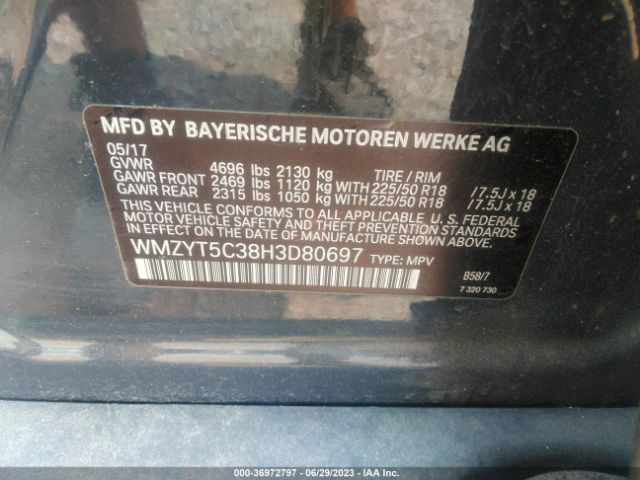 MFD BY BAYERISCHE MOTOREN WERKE AG
05/17
GVWR 4696 lbs 2130 kg TIRE / RIM
GAWR FRONT 2469 lbs 1120 kg WITH 225/50 R18 / 7.5J x 18
GAWR REAR 2315 lbs 1050 kg WITH 225/50 R18 / 7.5J x 18
THIS VEHICLE CONFORMS TO ALL APPLICABLE U. S. FEDERAL
MOTOR VEHICLE SAFETY, BUMPER, AND THEFT PREVENTION
STANDARDS IN EFFECT ON THE DATE OF MANUFACTURE SHOWN ABOVE.
WMZYT5C38H3D80697 TYPE: MPV
B58/7
7 320 730
000-36972797 - 06/29/2023 - IAA Inc.